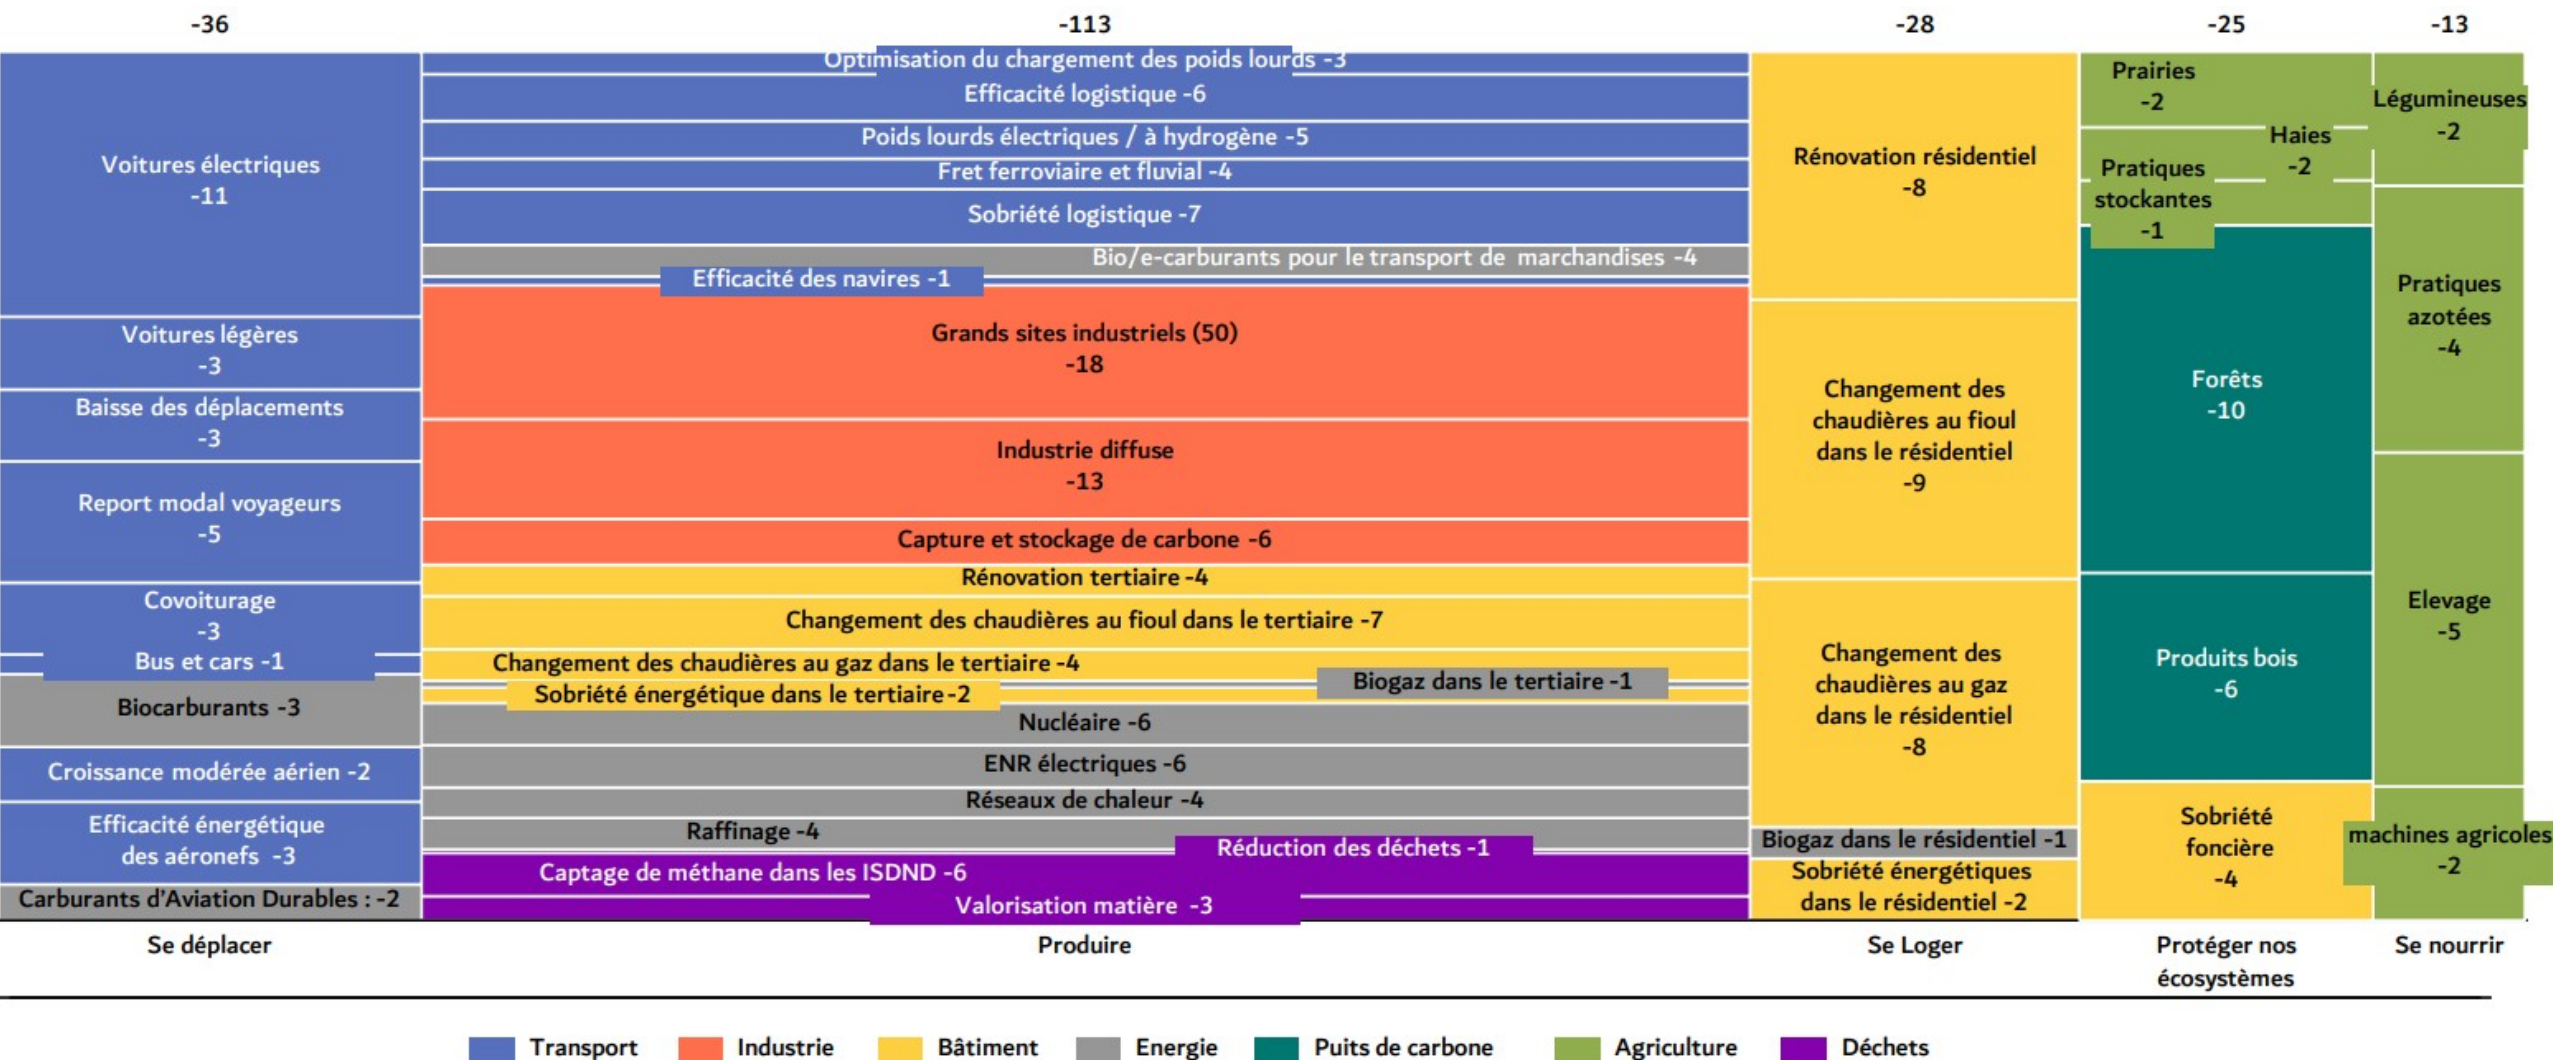 -36
-113
-28
-25
-13
Voitures électriques
-11
Voitures légères
-3
Baisse des déplacements
-3
Report modal voyageurs
-5
Covoiturage
-3
Bus et cars -1
Biocarburants -3
Croissance modérée aérien -2
Efficacité énergétique
des aéronefs -3
Carburants d'Aviation Durables : -2
Optimisation du chargement des poids lourds -3
Efficacité logistique -6
Poids lourds électriques / à hydrogène -5
Fret ferroviaire et fluvial -4
Sobriété logistique -7
Bio/e-carburants pour le transport de marchandises -4
Efficacité des navires -1
Grands sites industriels (50)
-18
Industrie diffuse
-13
Capture et stockage de carbone -6
Rénovation tertiaire -4
Changement des chaudières au fioul dans le tertiaire -7
Changement des chaudières au gaz dans le tertiaire -4
Biogaz dans le tertiaire -1
Sobriété énergétique dans le tertiaire -2
Nucléaire -6
ENR électriques -6
Réseaux de chaleur -4
Raffinage -4
Réduction des déchets -1
Captage de méthane dans les ISDND -6
Valorisation matière -3
Rénovation résidentiel
-8
Changement des
chaudières au fioul
dans le résidentiel
-9
Changement des
chaudières au gaz
dans le résidentiel
-8
Biogaz dans le résidentiel -1
Sobriété énergétiques
dans le résidentiel -2
Prairies
-2
Haies
-2
Pratiques
stockantes
-1
Forêts
-10
Produits bois
-6
Sobriété
foncière
-4
Légumineuses
-2
Pratiques
azotées
-4
Elevage
-5
machines agricoles
-2
Se déplacer
Produire
Se Loger
Protéger nos
écosystèmes
Se nourrir
Transport
Industrie
Bâtiment
Energie
Puits de carbone
Agriculture
Déchets